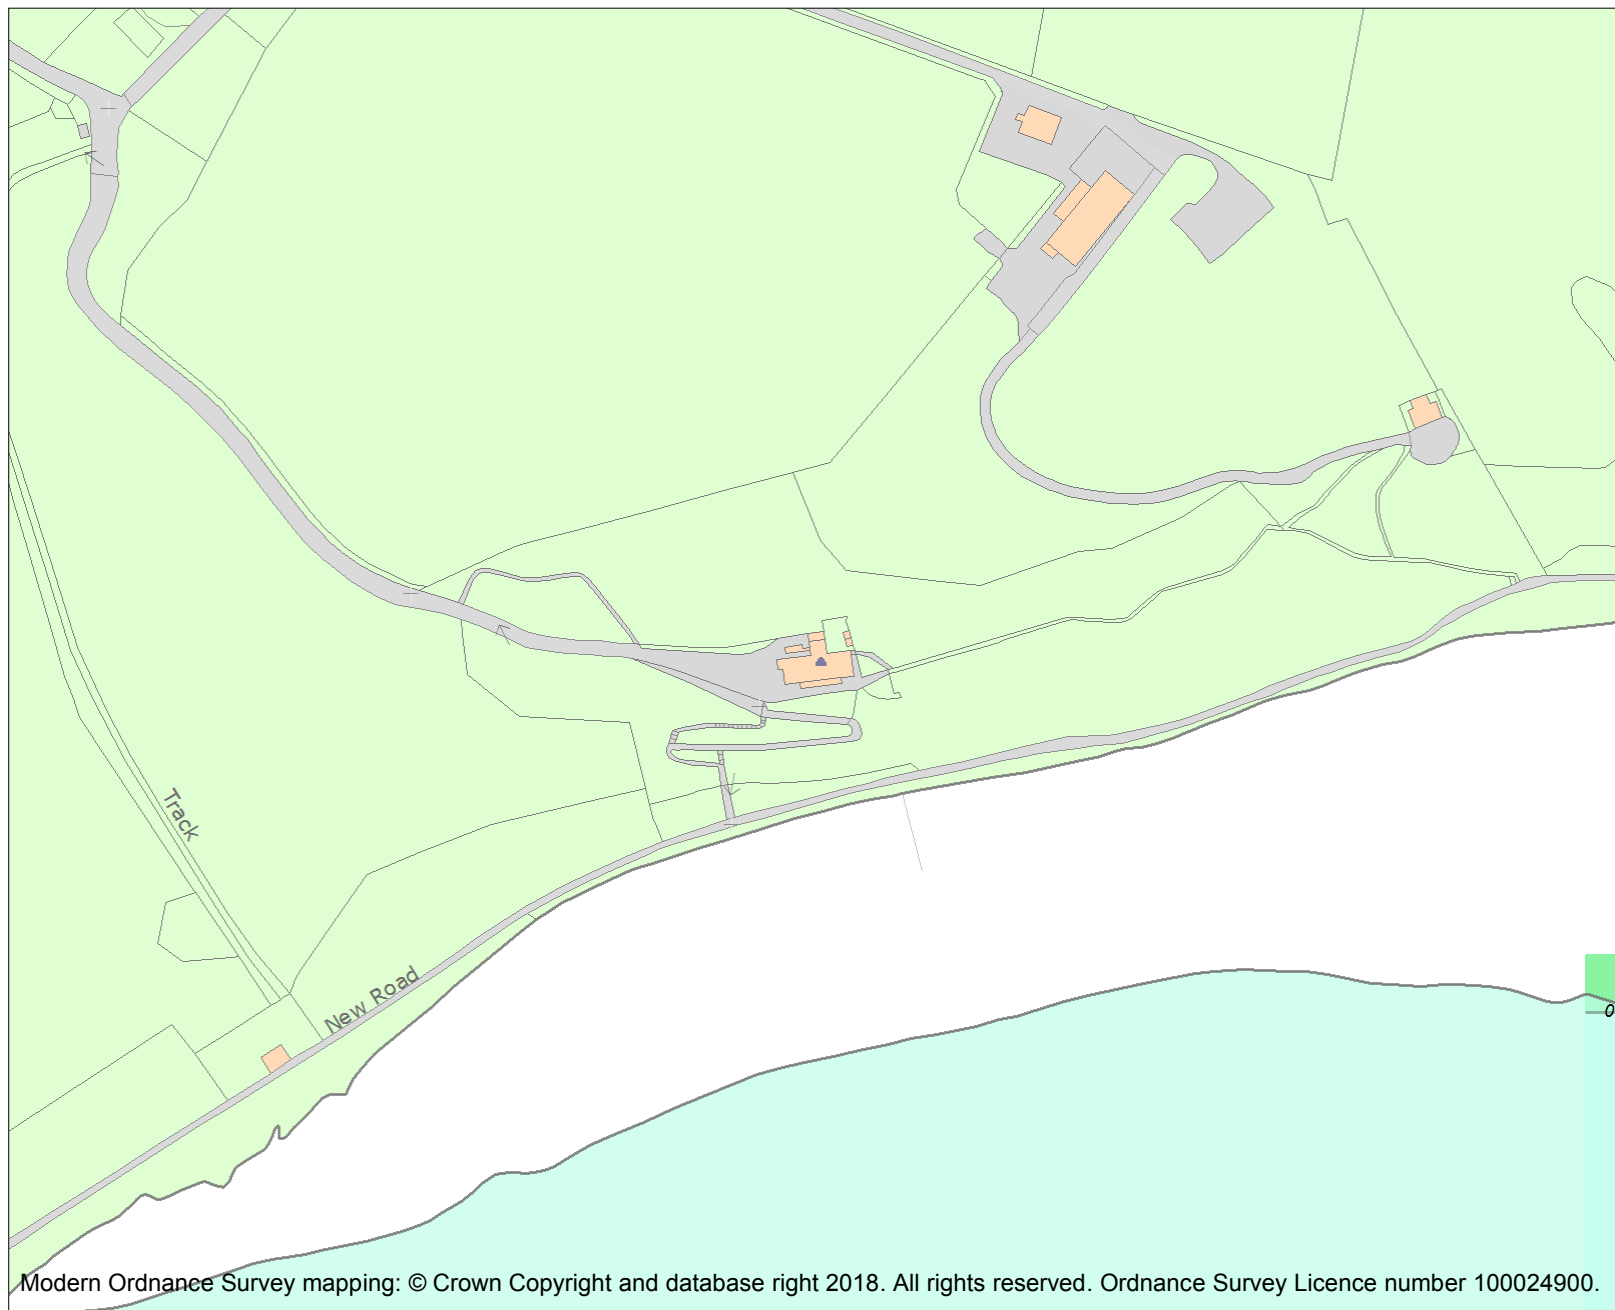 Track
New Road
0
Modern Ordnance Survey mapping: © Crown Copyright and database right 2018. All rights reserved. Ordnance Survey Licence number 100024900.